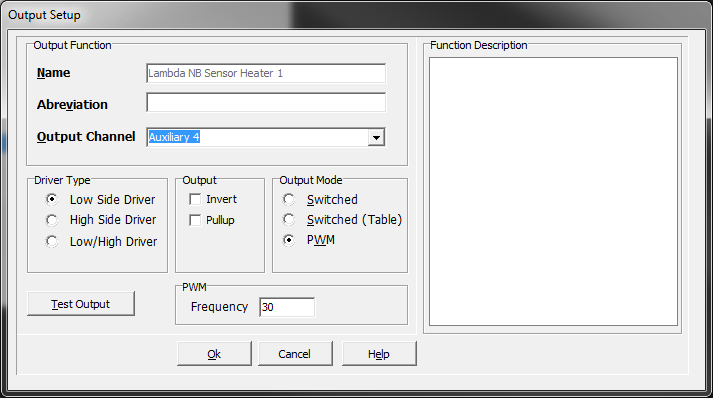 Output Setup
Output Function
Function Description
Name
Lambda NB Sensor Heater 1
Abreviation
Output Channel
Auxiliary 4
Driver Type
Output
Output Mode
Low Side Driver
Invert
Switched
High Side Driver
Pullup
Switched (Table)
Low/High Driver
PWM
PWM
Test Output
Frequency
30
Ok
Cancel
Help